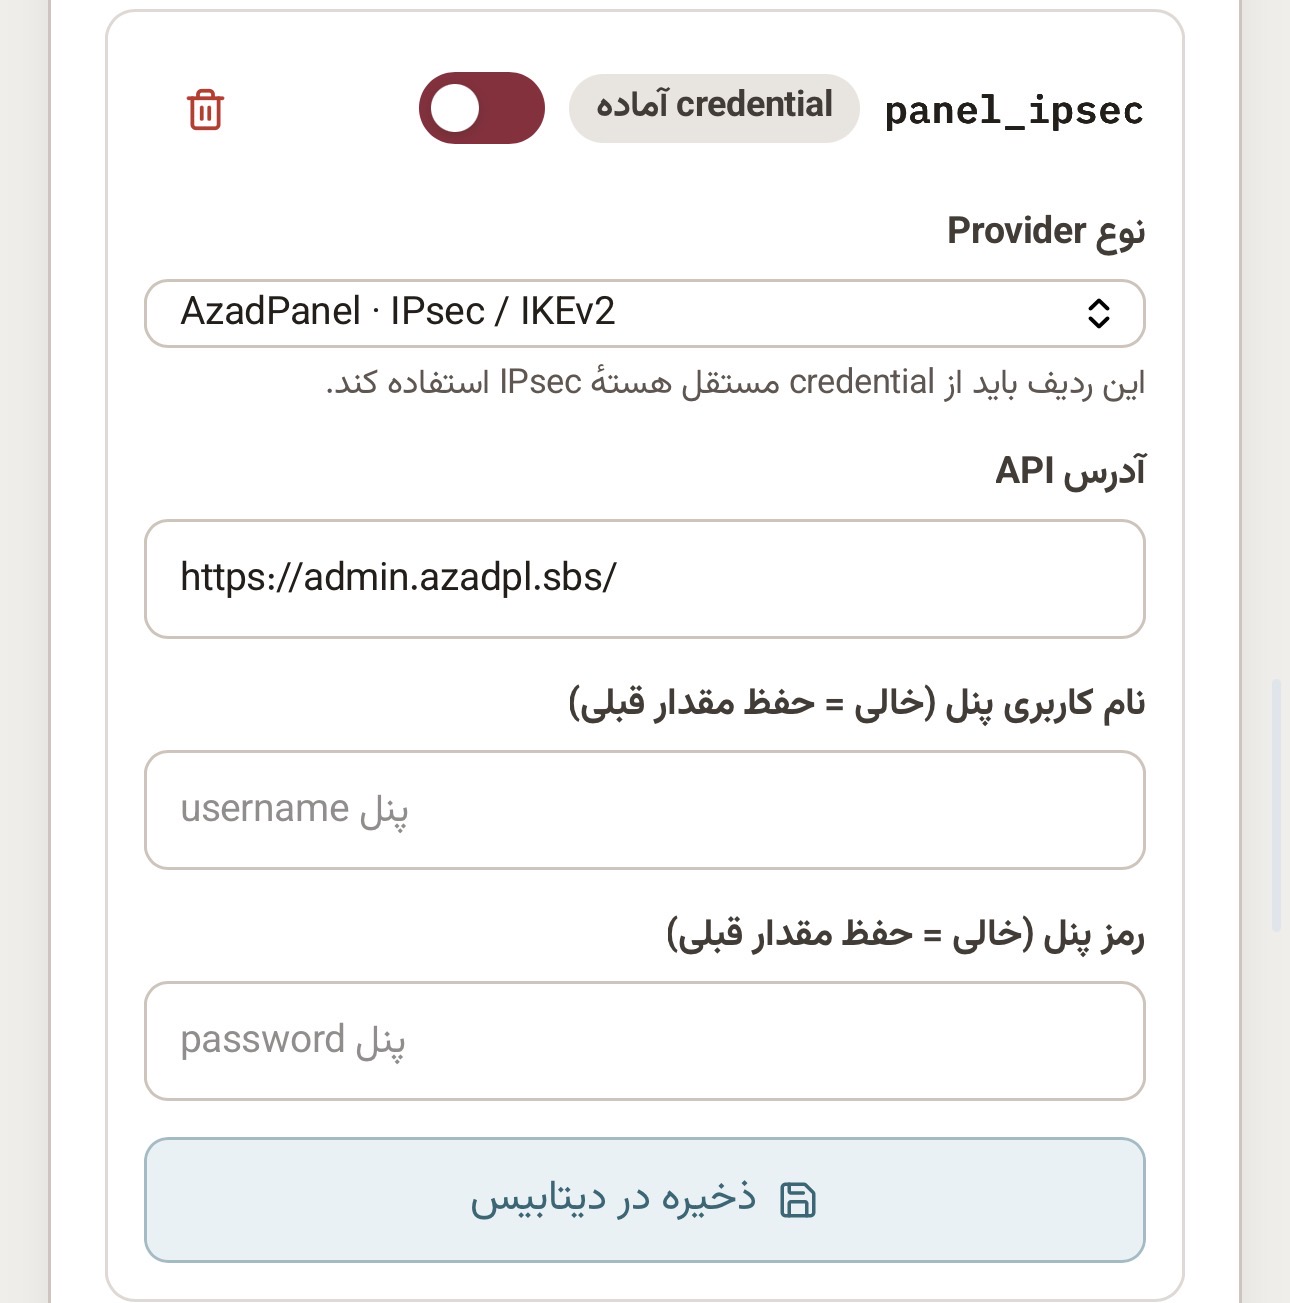 panel_ipsec credential آماده
نوع Provider
AzadPanel · IPsec / IKEv2
این ردیف باید از credential مستقل هستهٔ IPsec استفاده کند.
آدرس API
https://admin.azadpl.sbs/
نام کاربری پنل (خالی = حفظ مقدار قبلی)
username پنل
رمز پنل (خالی = حفظ مقدار قبلی)
password پنل
ذخیره در دیتابیس